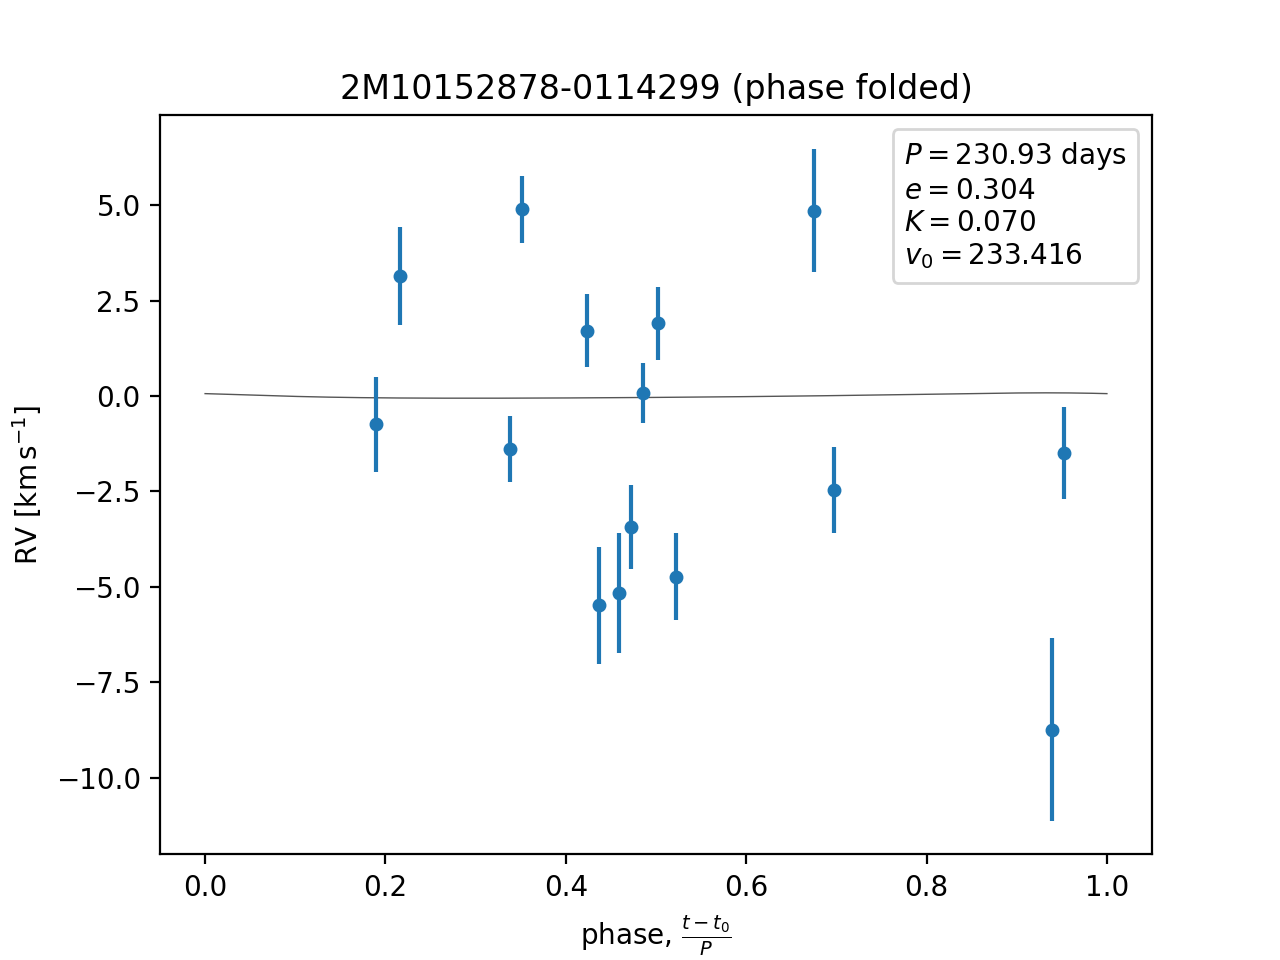 2M10152878-0114299 (phase folded)
P = 230.93 days
e = 0.304
K = 0.070
v₀ = 233.416
5.0
2.5
0.0
−2.5
−5.0
−7.5
−10.0
RV [km s⁻¹]
0.0 0.2 0.4 0.6 0.8 1.0
phase, (t − t₀)/P